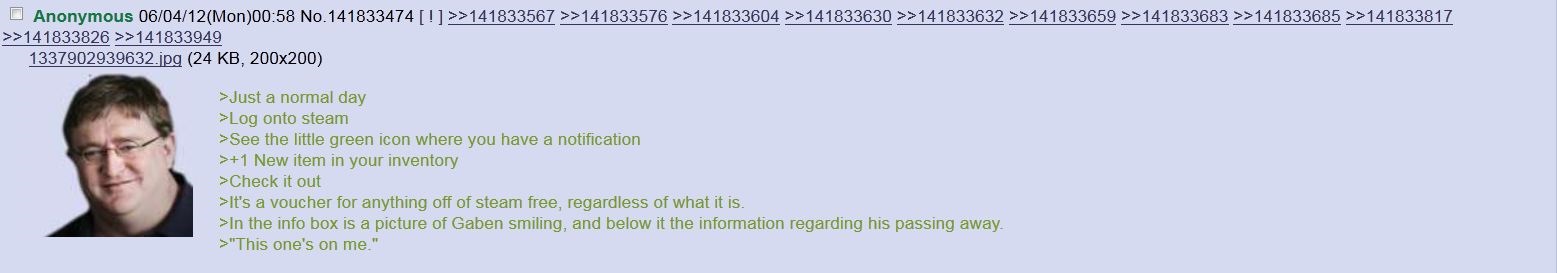 Anonymous 06/04/12(Mon)00:58 No.141833474 [ ! ] >>141833567 >>141833576 >>141833604 >>141833630 >>141833632 >>141833659 >>141833683 >>141833685 >>141833817
>>141833826 >>141833949
1337902939632.jpg (24 KB, 200x200)
>Just a normal day
>Log onto steam
>See the little green icon where you have a notification
>+1 New item in your inventory
>Check it out
>It's a voucher for anything off of steam free, regardless of what it is.
>In the info box is a picture of Gaben smiling, and below it the information regarding his passing away.
>"This one's on me."